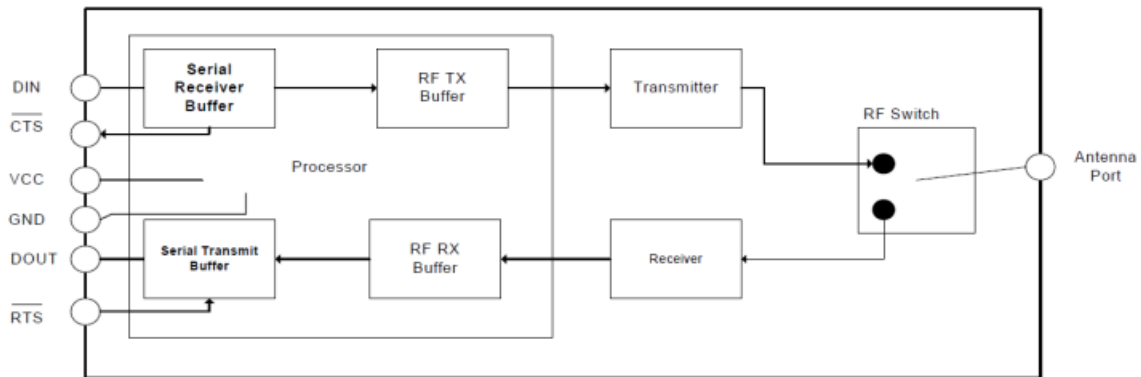 DIN
CTS
VCC
GND
DOUT
RTS
Serial
Receiver
Buffer
RF TX
Buffer
Transmitter
RF Switch
Antenna
Port
Processor
Serial Transmit
Buffer
RF RX
Buffer
Receiver